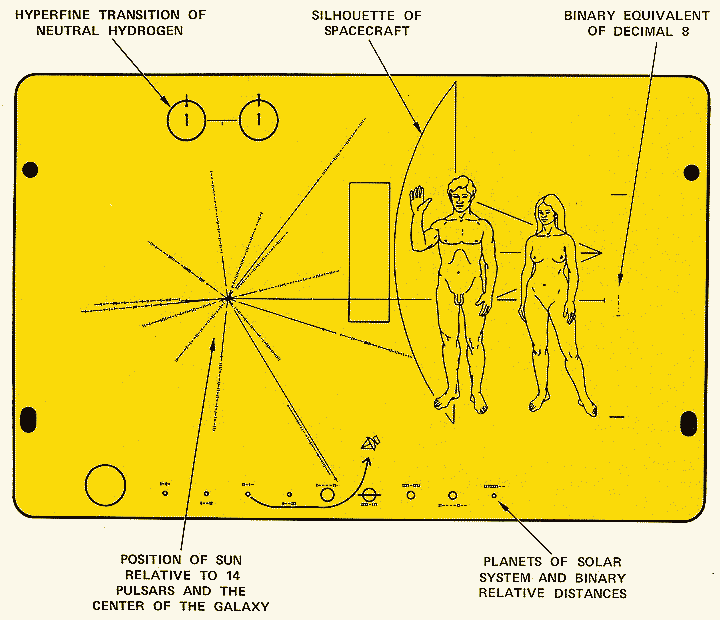 HYPERFINE TRANSITION OF
NEUTRAL HYDROGEN
SILHOUETTE OF
SPACECRAFT
BINARY EQUIVALENT
OF DECIMAL 8
POSITION OF SUN
RELATIVE TO 14
PULSARS AND THE
CENTER OF THE GALAXY
PLANETS OF SOLAR
SYSTEM AND BINARY
RELATIVE DISTANCES